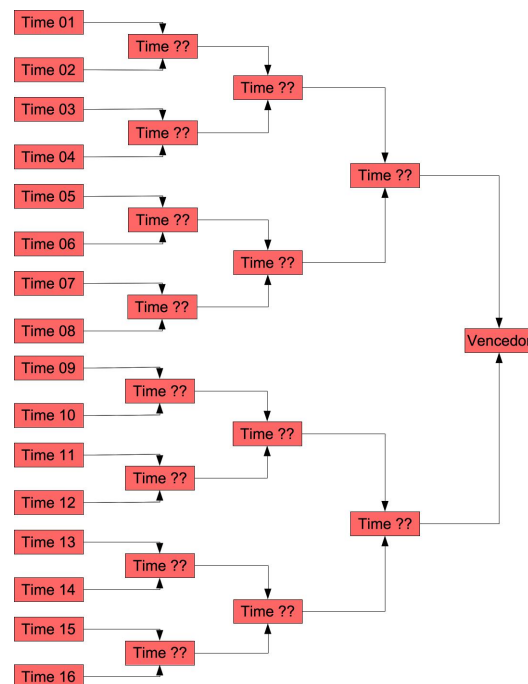 Time 01
Time ??
Time 02
Time ??
Time 03
Time ??
Time 04
Time ??
Time 05
Time ??
Time 06
Time ??
Time 07
Time ??
Time 08
Vencedor
Time 09
Time ??
Time 10
Time ??
Time 11
Time ??
Time 12
Time ??
Time 13
Time ??
Time 14
Time ??
Time 15
Time ??
Time 16